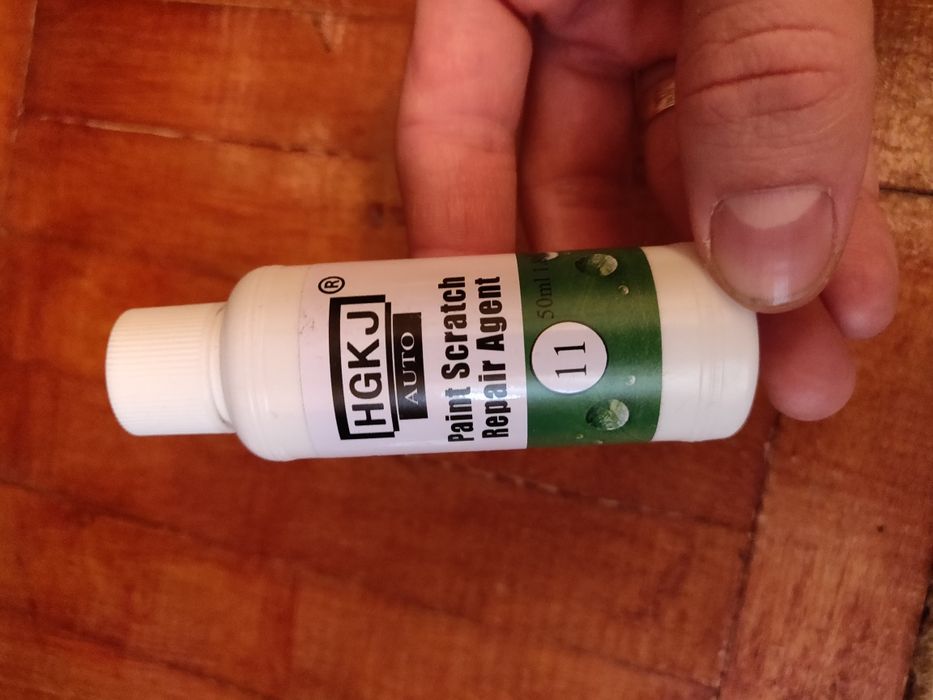 HGKJ ®
AUTO
Paint Scratch
Repair Agent
50ml
11